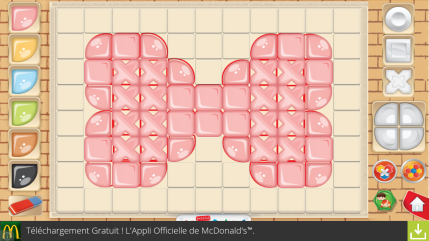 Téléchargement Gratuit ! L'Appli Officielle de McDonald's™.